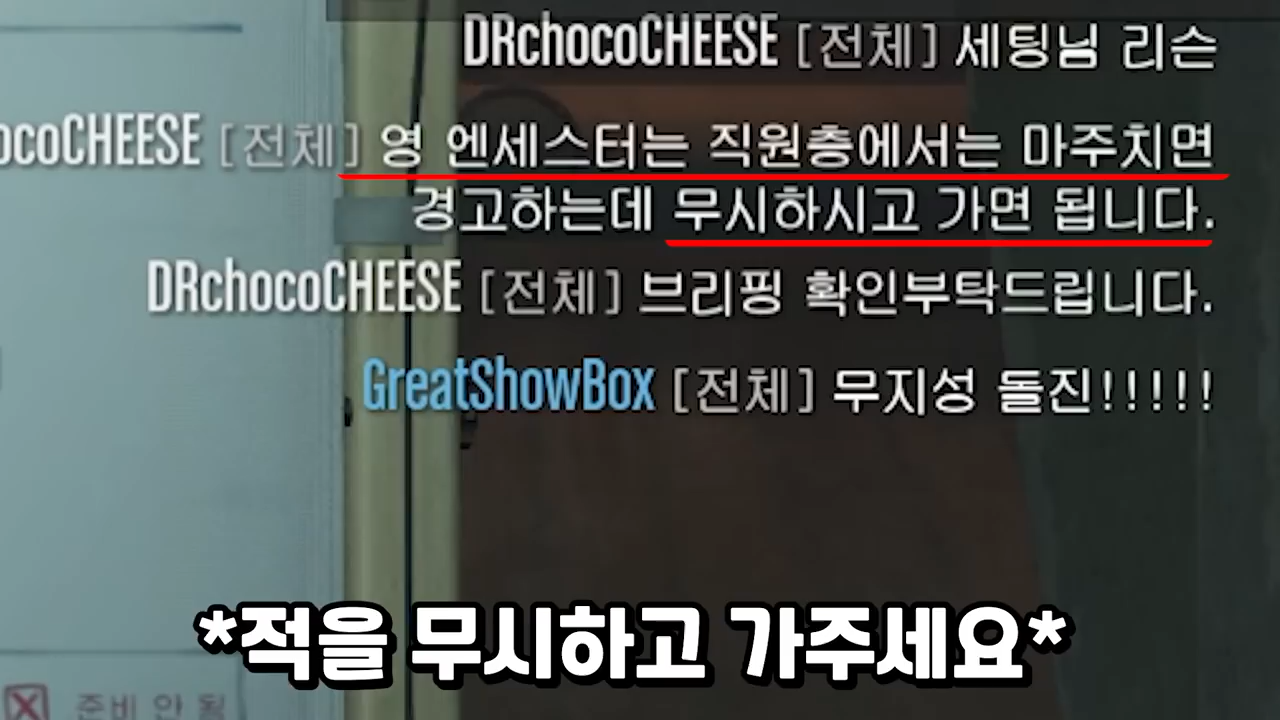 DRchocoCHEESE [전체] 세팅님 리슨
ocoCHEESE [전체] 영 엔세스터는 직원층에서는 마주치면
경고하는데 무시하시고 가면 됩니다.
DRchocoCHEESE [전체] 브리핑 확인부탁드립니다.
GreatShowBox [전체] 무지성 돌진!!!!!
*적을 무시하고 가주세요*
준비 안 됨